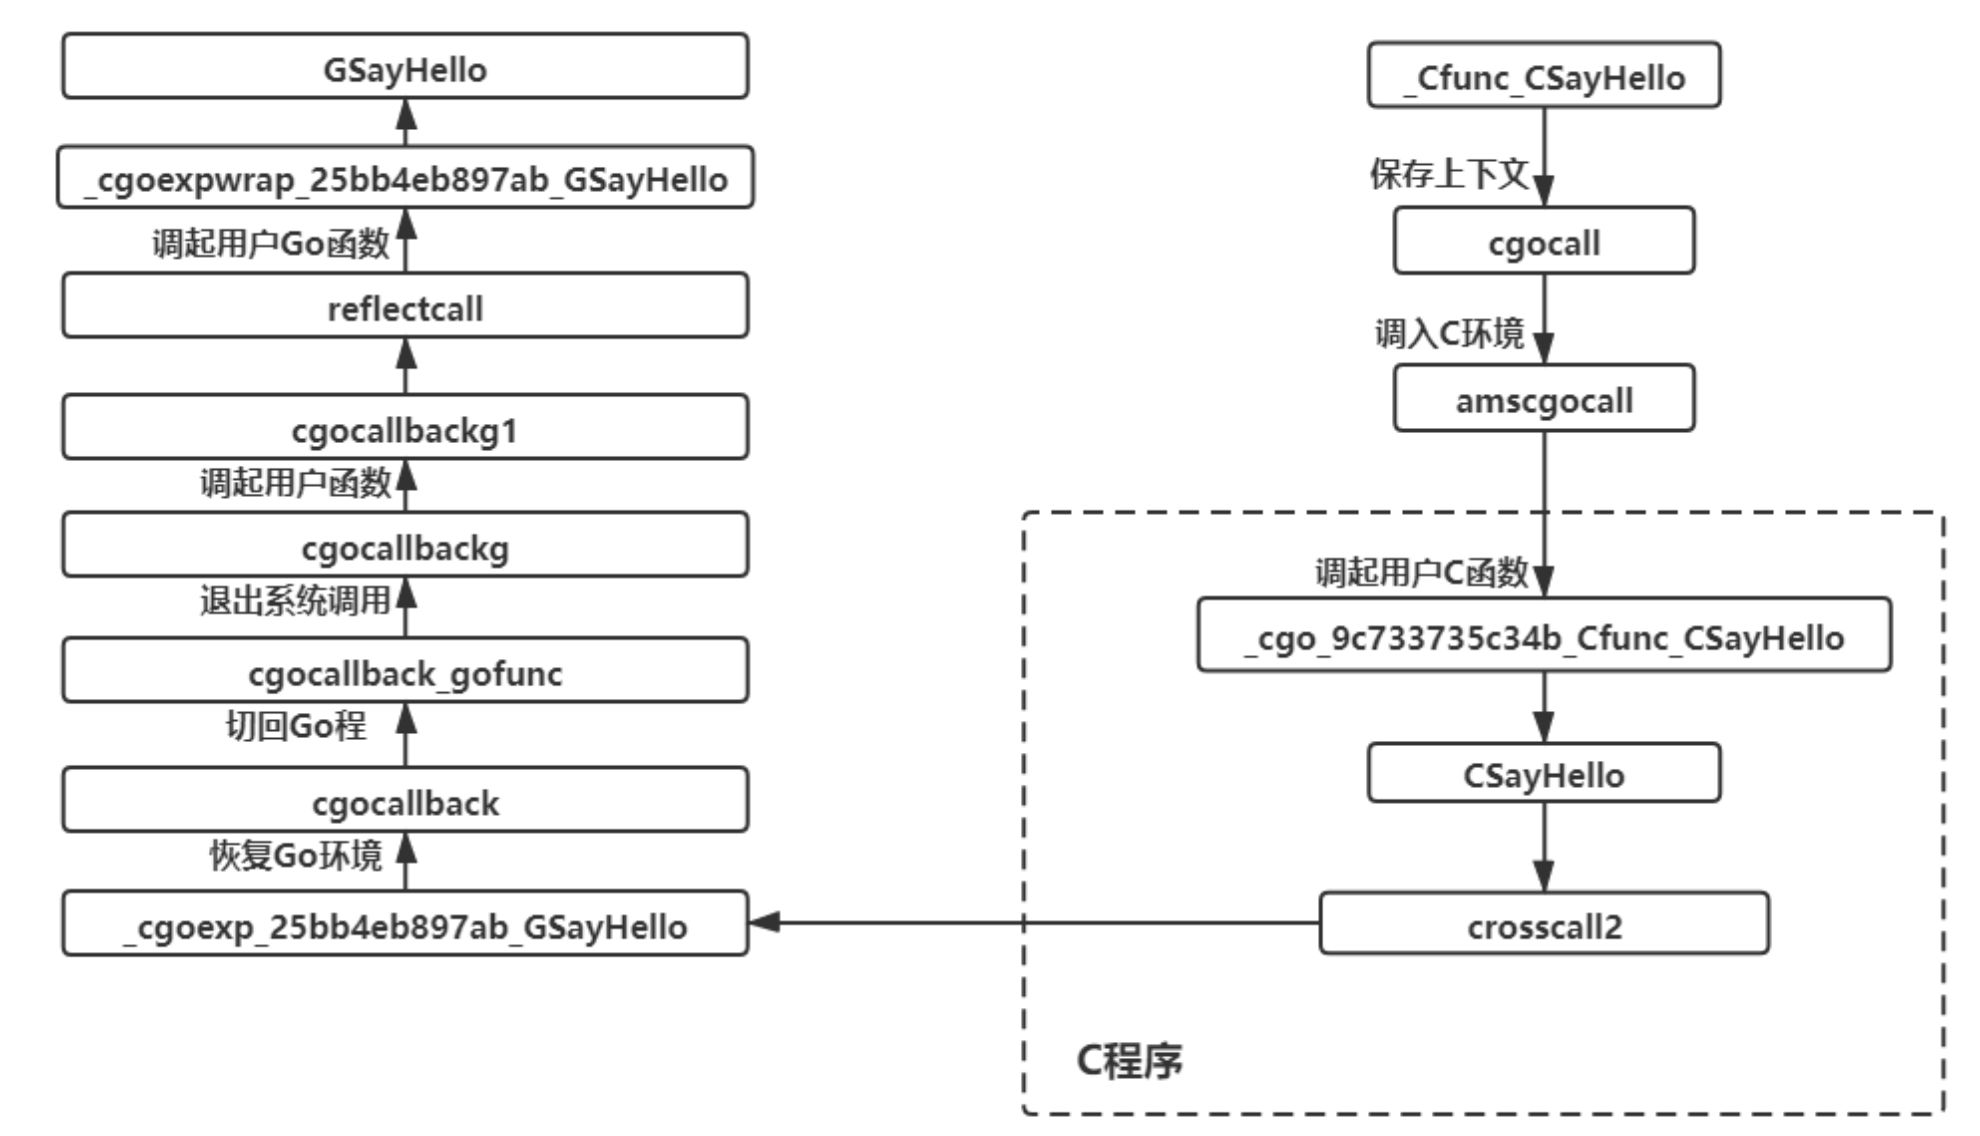 GSayHello
_cgoexpwrap_25bb4eb897ab_GSayHello
调起用户Go函数
reflectcall
cgocallbackg1
调起用户函数
cgocallbackg
退出系统调用
cgocallback_gofunc
切回Go程
cgocallback
恢复Go环境
_cgoexp_25bb4eb897ab_GSayHello
_Cfunc_CSayHello
保存上下文
cgocall
调入C环境
amscgocall
调起用户C函数
_cgo_9c733735c34b_Cfunc_CSayHello
CSayHello
crosscall2
C程序